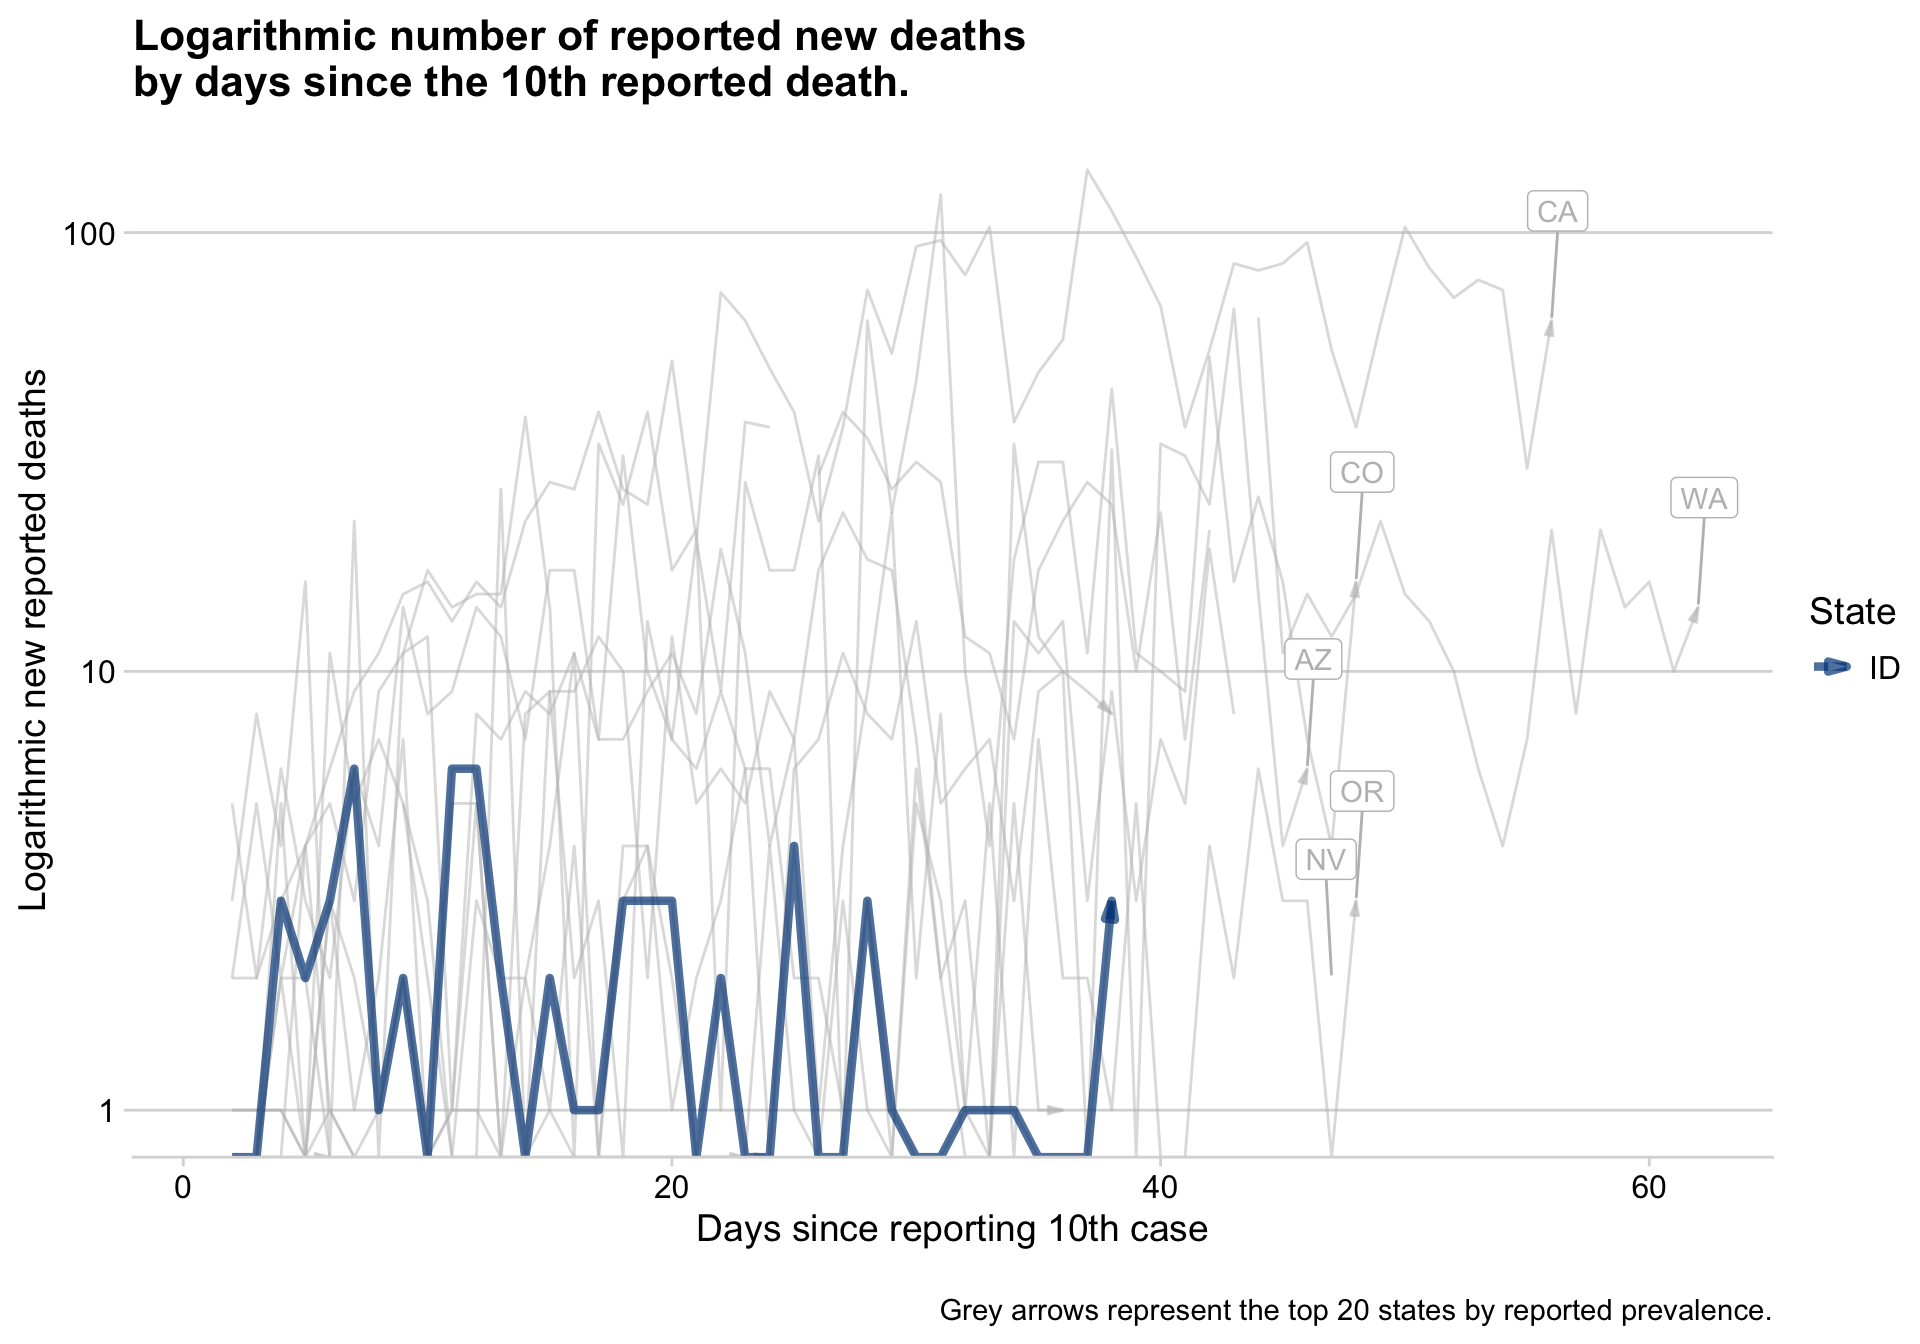 Logarithmic number of reported new deaths
by days since the 10th reported death.
Logarithmic new reported deaths
100
10
1
CA
CO
WA
AZ
OR
NV
State
ID
0 20 40 60
Days since reporting 10th case
Grey arrows represent the top 20 states by reported prevalence.